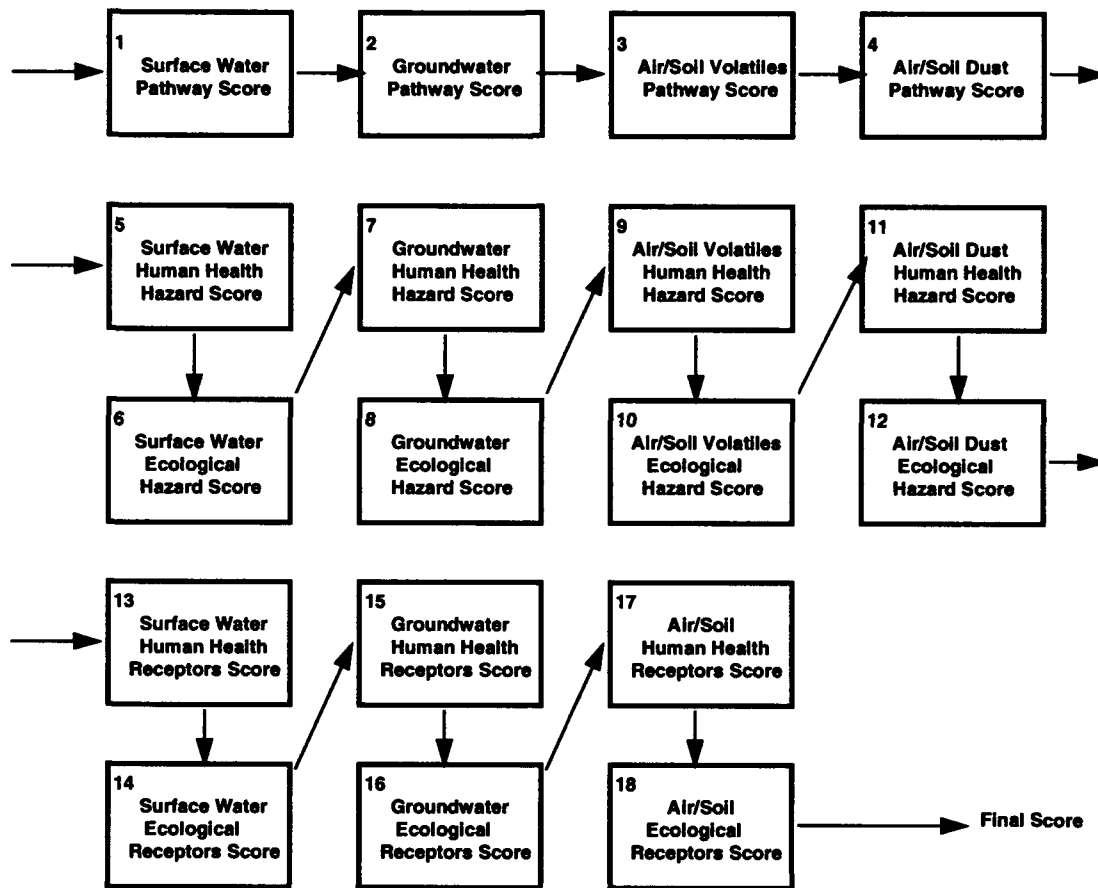 1
Surface Water
Pathway Score
2
Groundwater
Pathway Score
3
Air/Soil Volatiles
Pathway Score
4
Air/Soil Dust
Pathway Score
5
Surface Water
Human Health
Hazard Score
6
Surface Water
Ecological
Hazard Score
7
Groundwater
Human Health
Hazard Score
8
Groundwater
Ecological
Hazard Score
9
Air/Soil Volatiles
Human Health
Hazard Score
10
Air/Soil Volatiles
Ecological
Hazard Score
11
Air/Soil Dust
Human Health
Hazard Score
12
Air/Soil Dust
Ecological
Hazard Score
13
Surface Water
Human Health
Receptors Score
14
Surface Water
Ecological
Receptors Score
15
Groundwater
Human Health
Receptors Score
16
Groundwater
Ecological
Receptors Score
17
Air/Soil
Human Health
Receptors Score
18
Air/Soil
Ecological
Receptors Score
Final Score